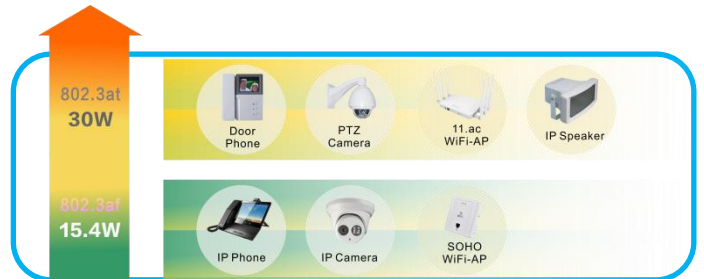 802.3at
30W
Door
Phone
PTZ
Camera
11.ac
WiFi-AP
IP Speaker
802.3af
15.4W
IP Phone
IP Camera
SOHO
WiFi-AP